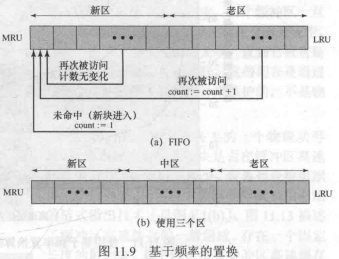 新区 老区
MRU ••• ••• LRU
再次被访问
计数无变化
再次被访问
count := count +1
未命中（新块进入）
count := 1
(a) FIFO
新区 中区 老区
MRU ••• ••• ••• LRU
(b) 使用三个区
图 11.9 基于频率的置换